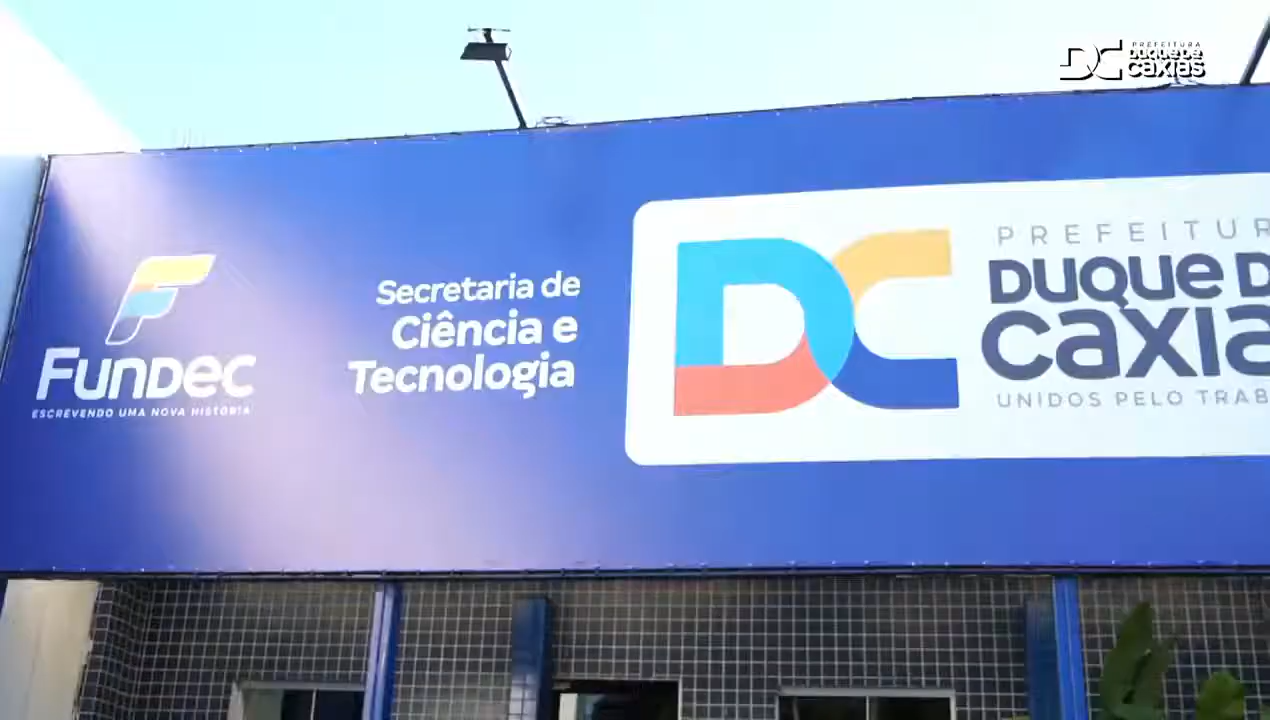 PREFEITURA
DUQUE DE
CAXIAS
FUNDEC
ESCREVENDO UMA NOVA HISTÓRIA
Secretaria de
Ciência e
Tecnologia
DC
PREFEITUR
DUQUE D
CAXIA
UNIDOS PELO TRAB